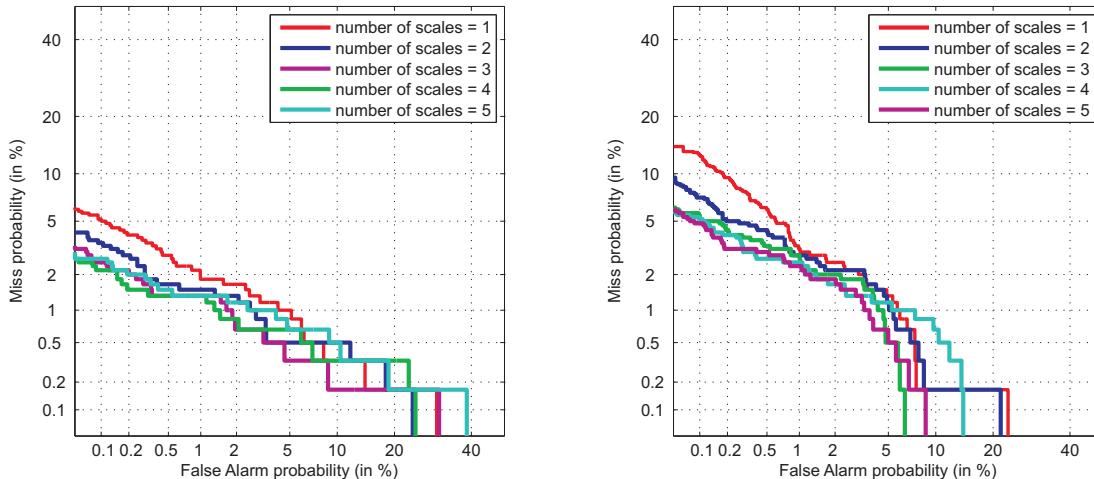 number of scales = 1
number of scales = 2
number of scales = 3
number of scales = 4
number of scales = 5
Miss probability (in %)
40
20
10
5
2
1
0.5
0.2
0.1
0.1 0.2 0.5 1 2 5 10 20 40
False Alarm probability (in %)
number of scales = 1
number of scales = 2
number of scales = 3
number of scales = 4
number of scales = 5
Miss probability (in %)
40
20
10
5
2
1
0.5
0.2
0.1
0.1 0.2 0.5 1 2 5 10 20 40
False Alarm probability (in %)